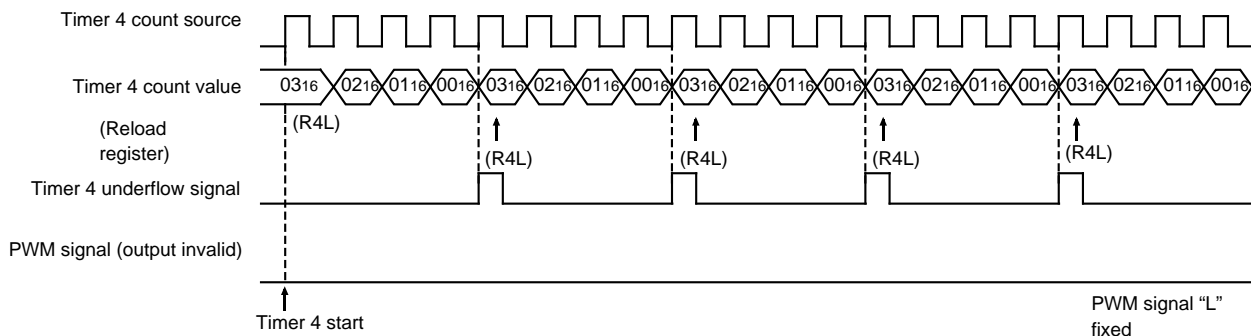 Timer 4 count source
Timer 4 count value
0316 0216 0116 0016 0316 0216 0116 0016 0316 0216 0116 0016 0316 0216 0116 0016 0316 0216 0116 0016
(Reload
register)
(R4L)
(R4L) (R4L) (R4L) (R4L)
Timer 4 underflow signal
PWM signal (output invalid)
Timer 4 start
PWM signal “L”
fixed